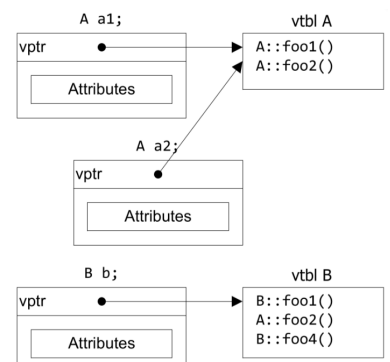 A a1;
vptr
Attributes
vtbl A
A::foo1()
A::foo2()
A a2;
vptr
Attributes
B b;
vptr
Attributes
vtbl B
B::foo1()
A::foo2()
B::foo4()